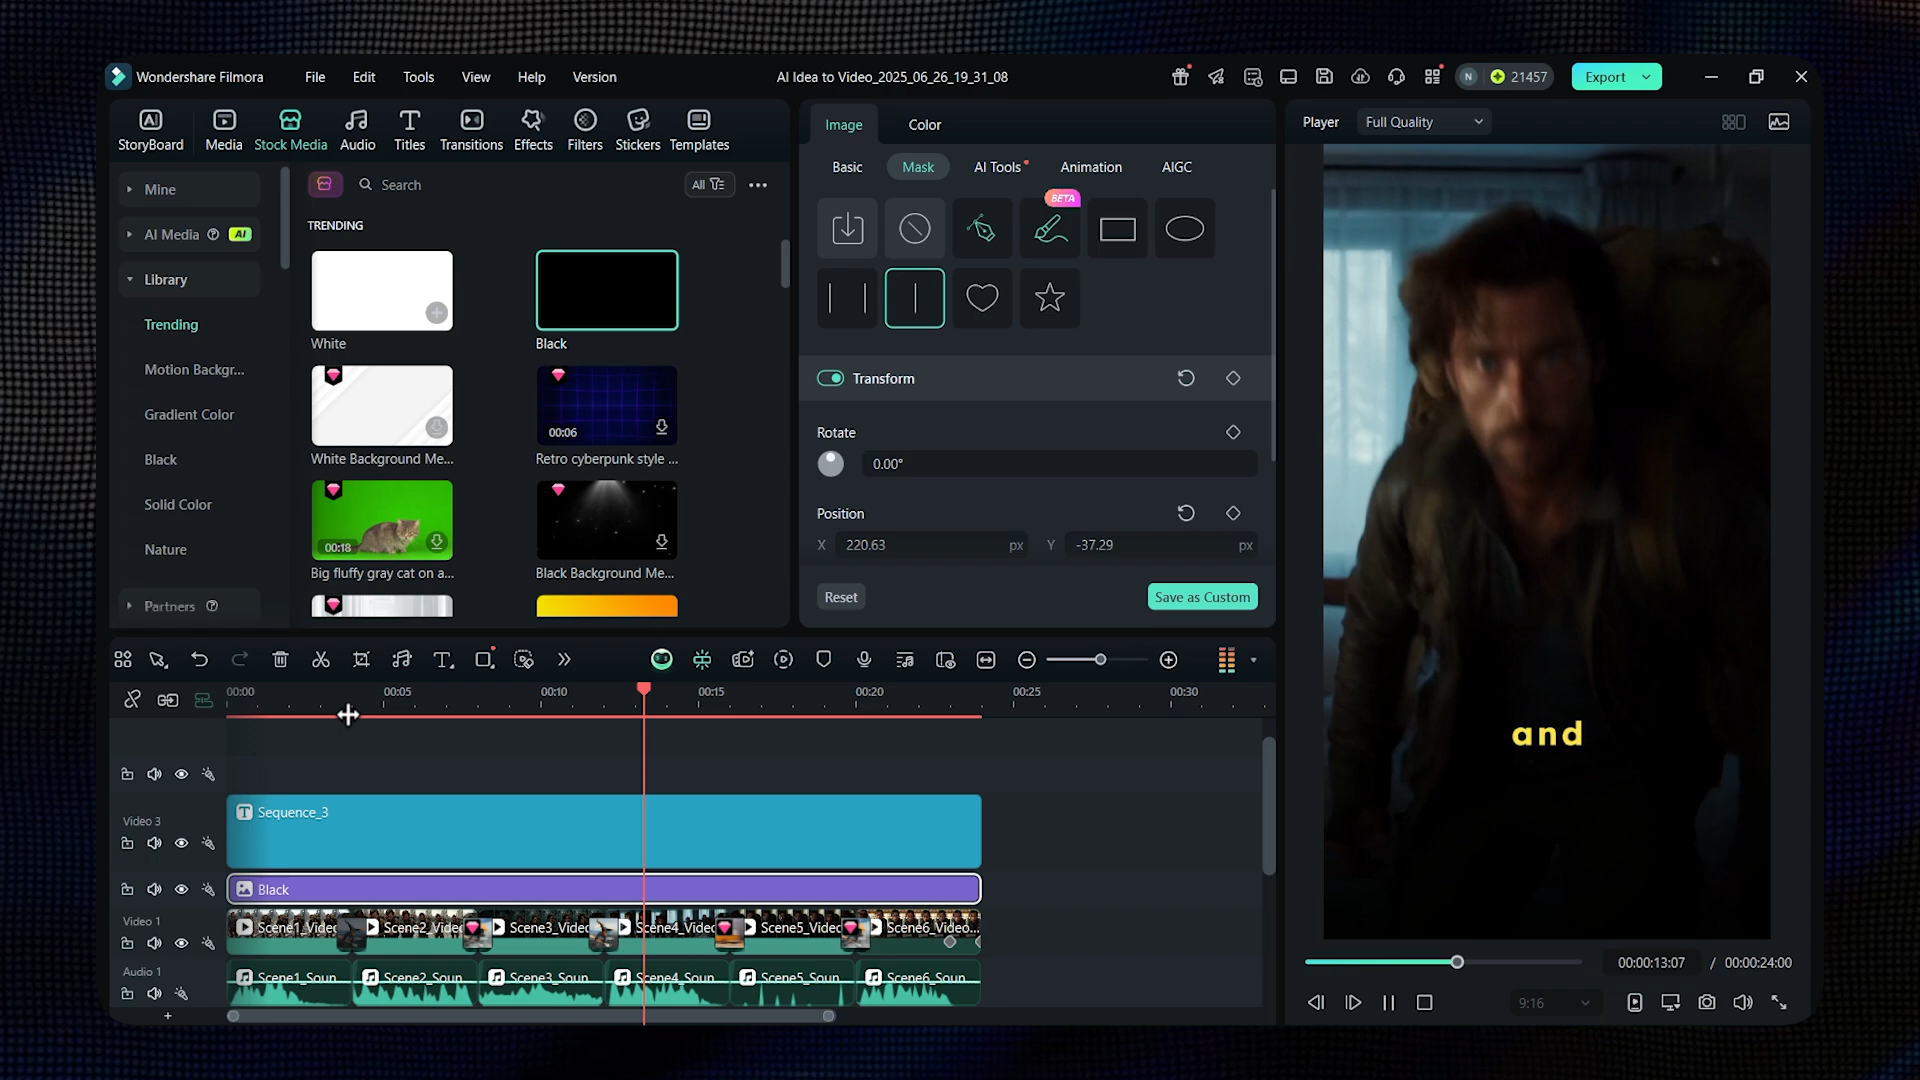 Wondershare Filmora File Edit Tools View Help Version AI Idea to Video_2025_06_26_19_31_08 N 21457 Export
StoryBoard Media Stock Media Audio Titles Transitions Effects Filters Stickers Templates
Mine
AI Media AI
Library
Trending
Motion Backgr...
Gradient Color
Black
Solid Color
Nature
Partners
Search All
TRENDING
White Black
00:06
White Background Me... Retro cyberpunk style ...
00:18
Big fluffy gray cat on a... Black Background Me...
Image Color
Basic Mask AI Tools Animation AIGC
BETA
Transform
Rotate
0.00°
Position
X 220.63 px Y -37.29 px
Reset Save as Custom
Player Full Quality
and
00:00:13:07 / 00:00:24:00
9:16
00:00 00:05 00:10 00:15 00:20 00:25 00:30
Sequence_3
Video 3
Black
Video 1
Scene1_Videc Scene2_Videc Scene3_Video Scene4_Videc Scene5_Videc Scene6_Video...
Audio 1
Scene1_Soun Scene2_Soun Scene3_Soun Scene4_Soun Scene5_Soun Scene6_Soun